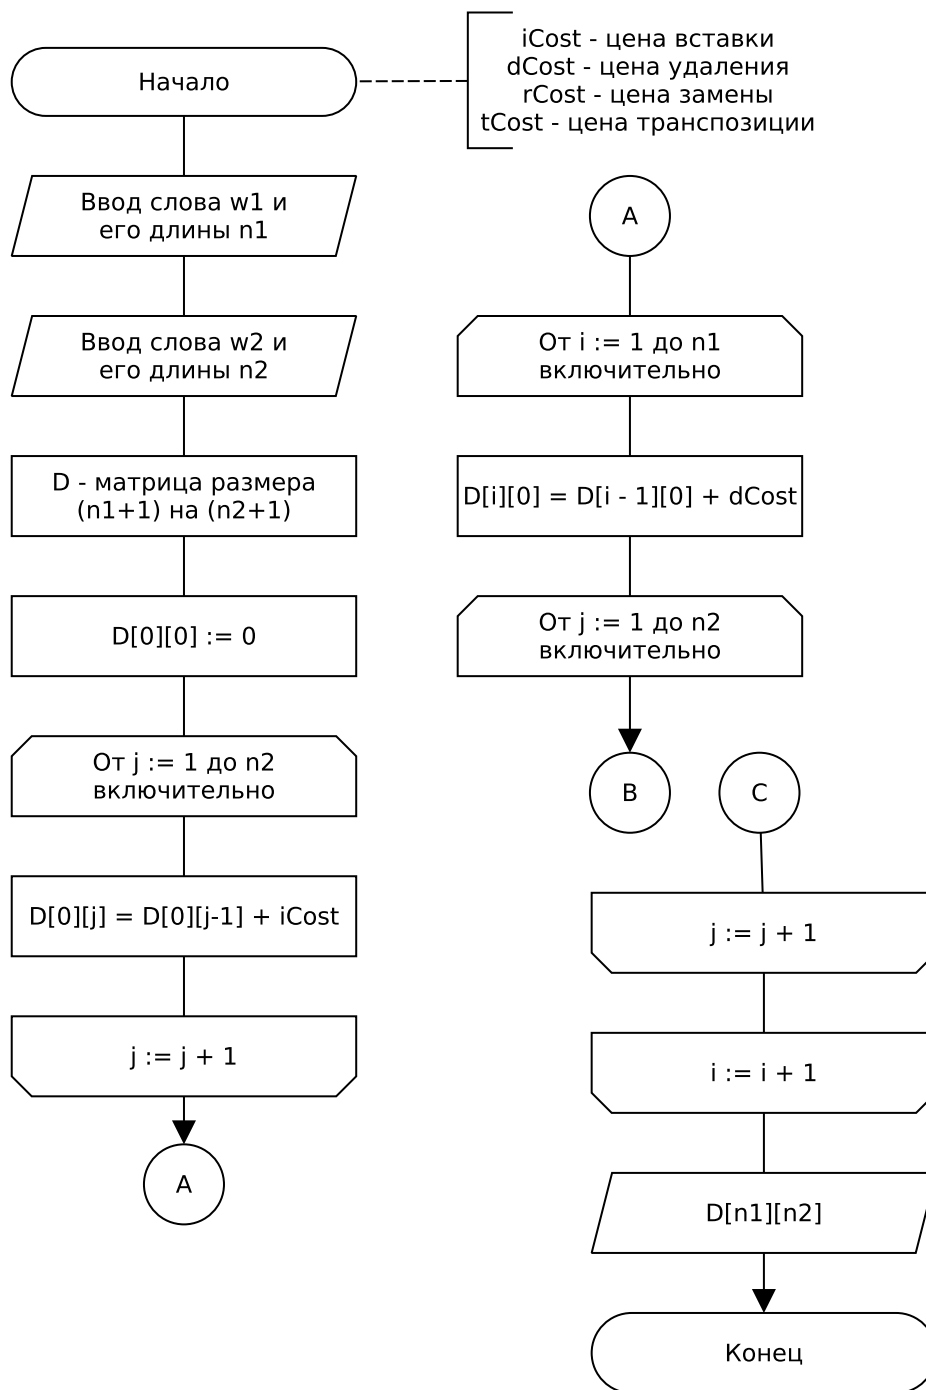 Начало
iCost - цена вставки
dCost - цена удаления
rCost - цена замены
tCost - цена транспозиции
Ввод слова w1 и
его длины n1
Ввод слова w2 и
его длины n2
D - матрица размера
(n1+1) на (n2+1)
D[0][0] := 0
От j := 1 до n2
включительно
D[0][j] = D[0][j-1] + iCost
j := j + 1
A
A
От i := 1 до n1
включительно
D[i][0] = D[i - 1][0] + dCost
От j := 1 до n2
включительно
B
C
j := j + 1
i := i + 1
D[n1][n2]
Конец